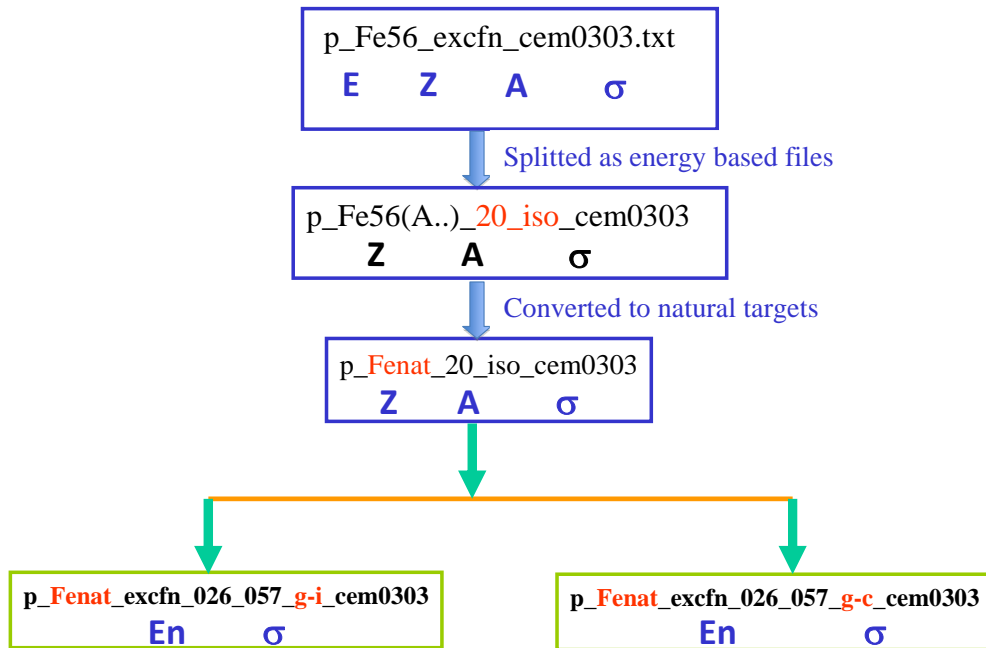 p_Fe56_excfn_cem0303.txt
E Z A σ
Splitted as energy based files
p_Fe56(A..)_20_iso_cem0303
Z A σ
Converted to natural targets
p_Fenat_20_iso_cem0303
Z A σ
p_Fenat_excfn_026_057_g-i_cem0303
En σ
p_Fenat_excfn_026_057_g-c_cem0303
En σ